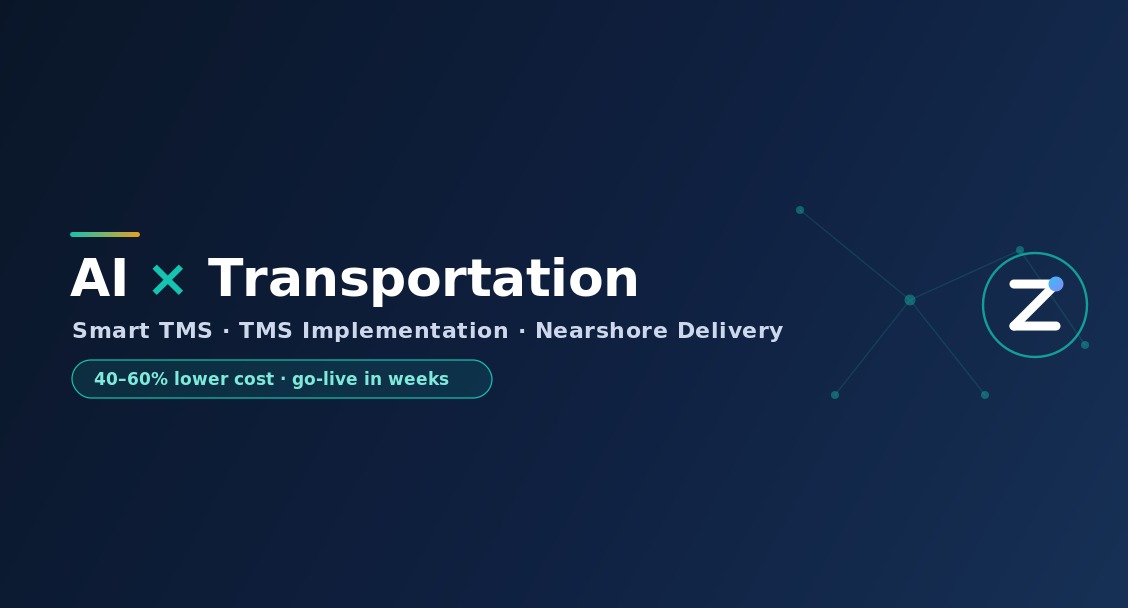 AI × Transportation
Smart TMS · TMS Implementation · Nearshore Delivery
40–60% lower cost · go-live in weeks
Z